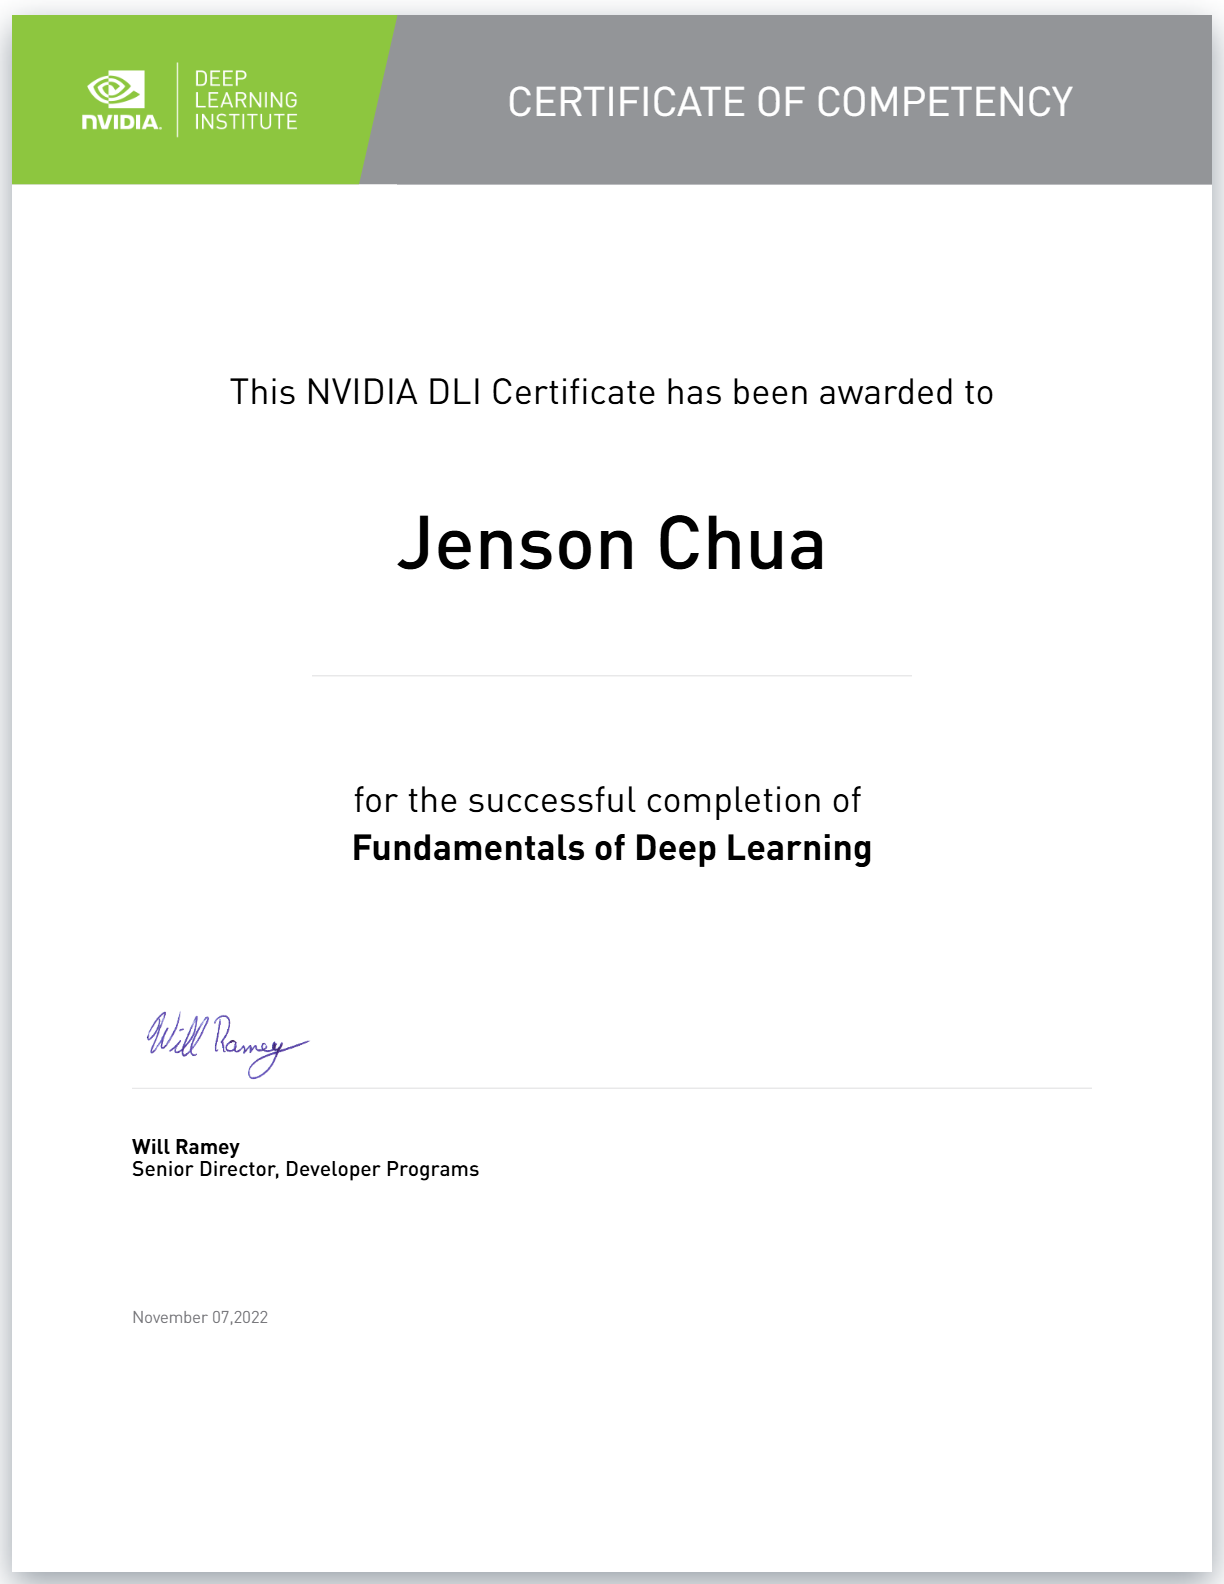 NVIDIA.
DEEP
LEARNING
INSTITUTE
CERTIFICATE OF COMPETENCY
This NVIDIA DLI Certificate has been awarded to
Jenson Chua
for the successful completion of
Fundamentals of Deep Learning
Will Ramey
Will Ramey
Senior Director, Developer Programs
November 07,2022